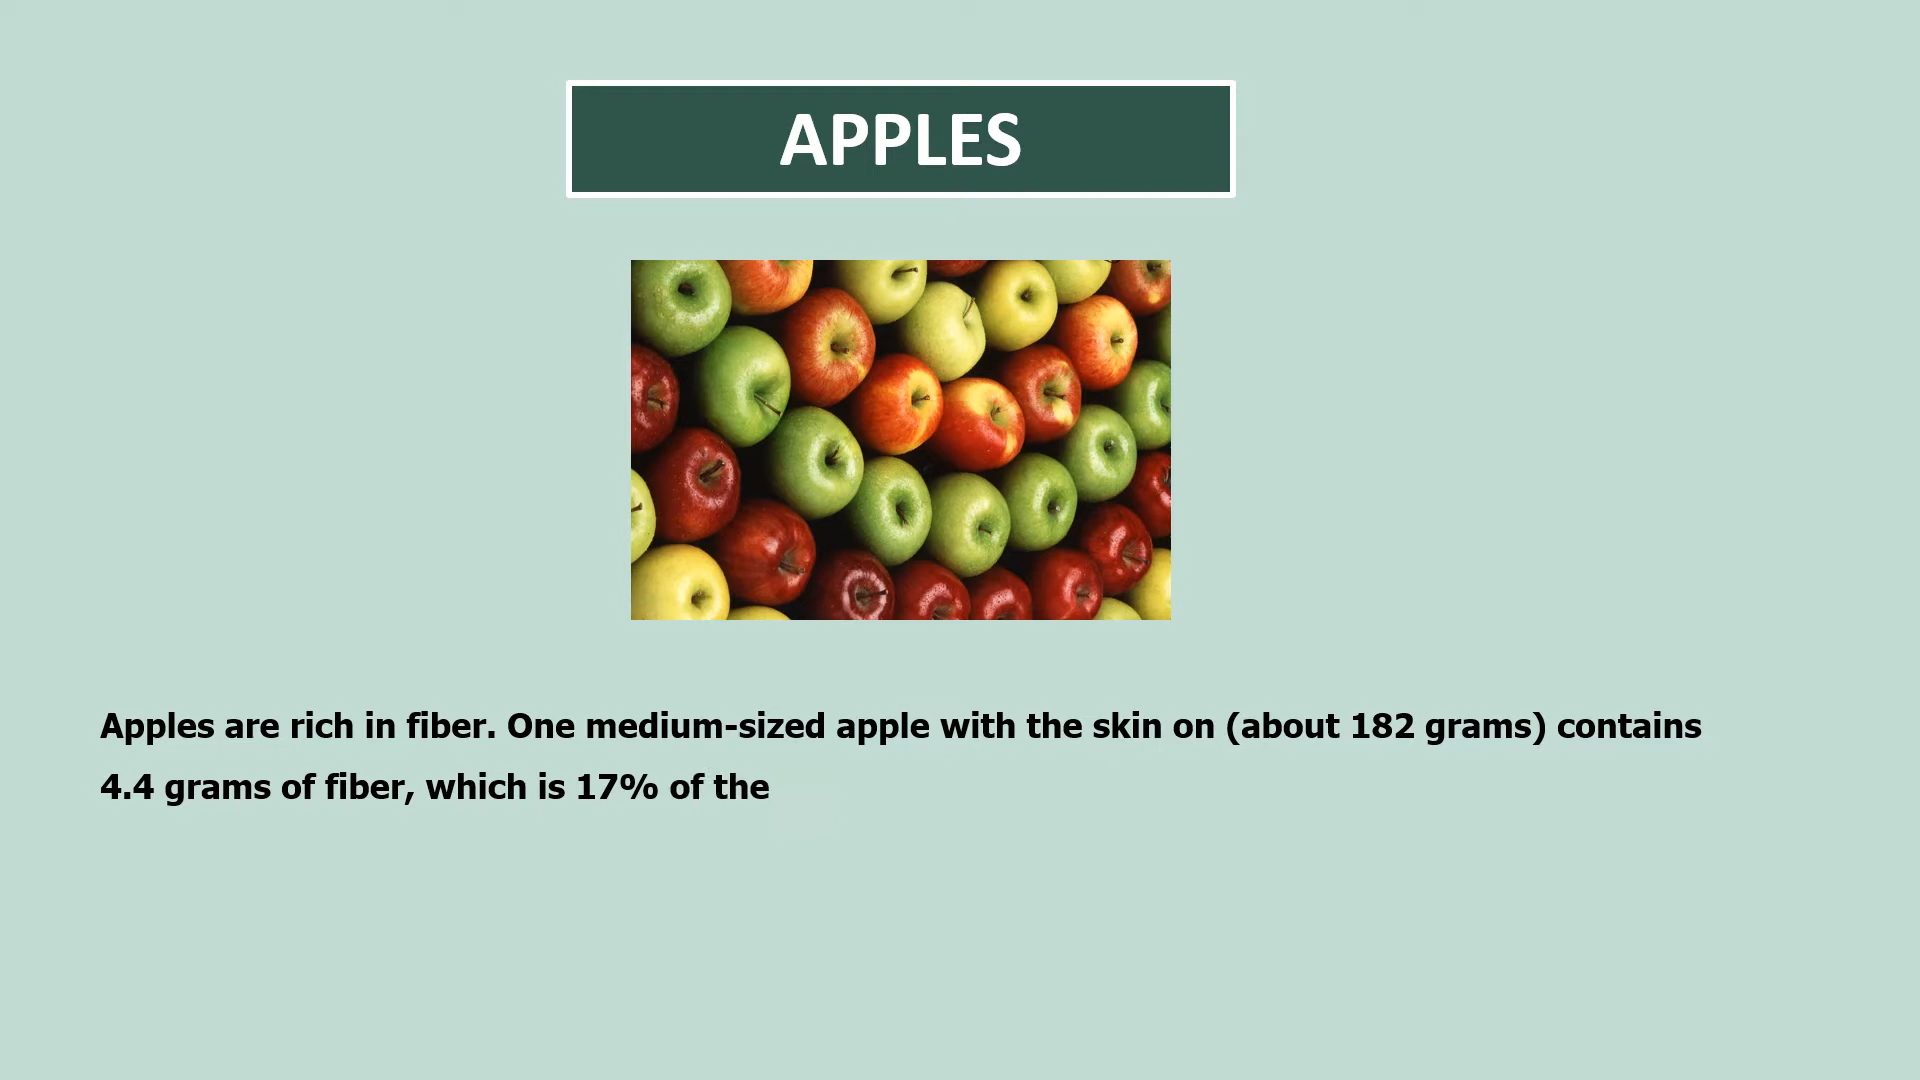 APPLES
Apples are rich in fiber. One medium-sized apple with the skin on (about 182 grams) contains
4.4 grams of fiber, which is 17% of the